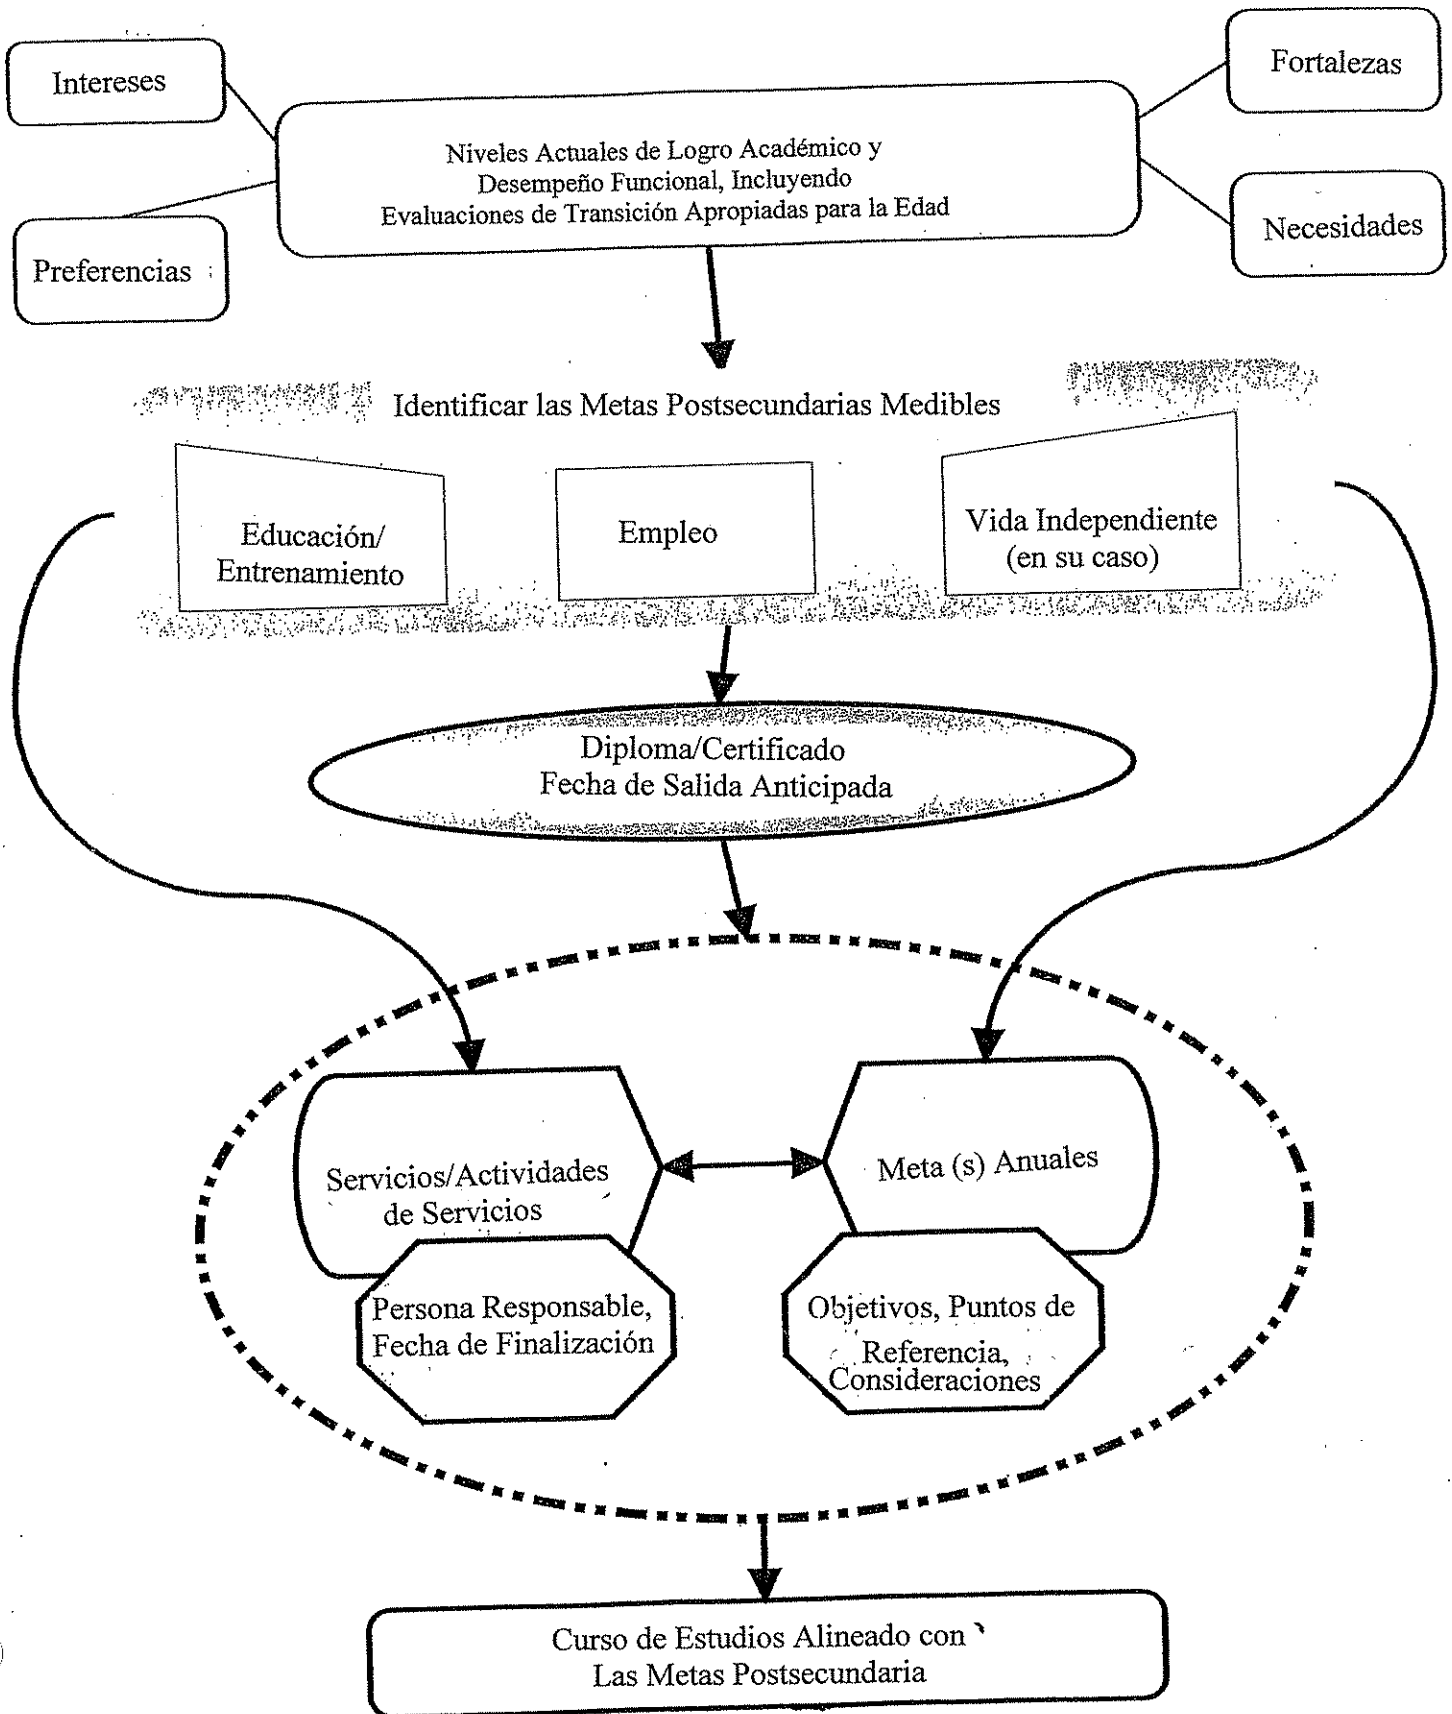 Intereses
Fortalezas
Niveles Actuales de Logro Académico y
Desempeño Funcional, Incluyendo
Evaluaciones de Transición Apropiadas para la Edad
Preferencias
Necesidades
Identificar las Metas Postsecundarias Medibles
Educación/
Entrenamiento
Empleo
Vida Independiente
(en su caso)
Diploma/Certificado
Fecha de Salida Anticipada
Servicios/Actividades
de Servicios
Meta (s) Anuales
Persona Responsable,
Fecha de Finalización
Objetivos, Puntos de
Referencia,
Consideraciones
Curso de Estudios Alineado con
Las Metas Postsecundaria